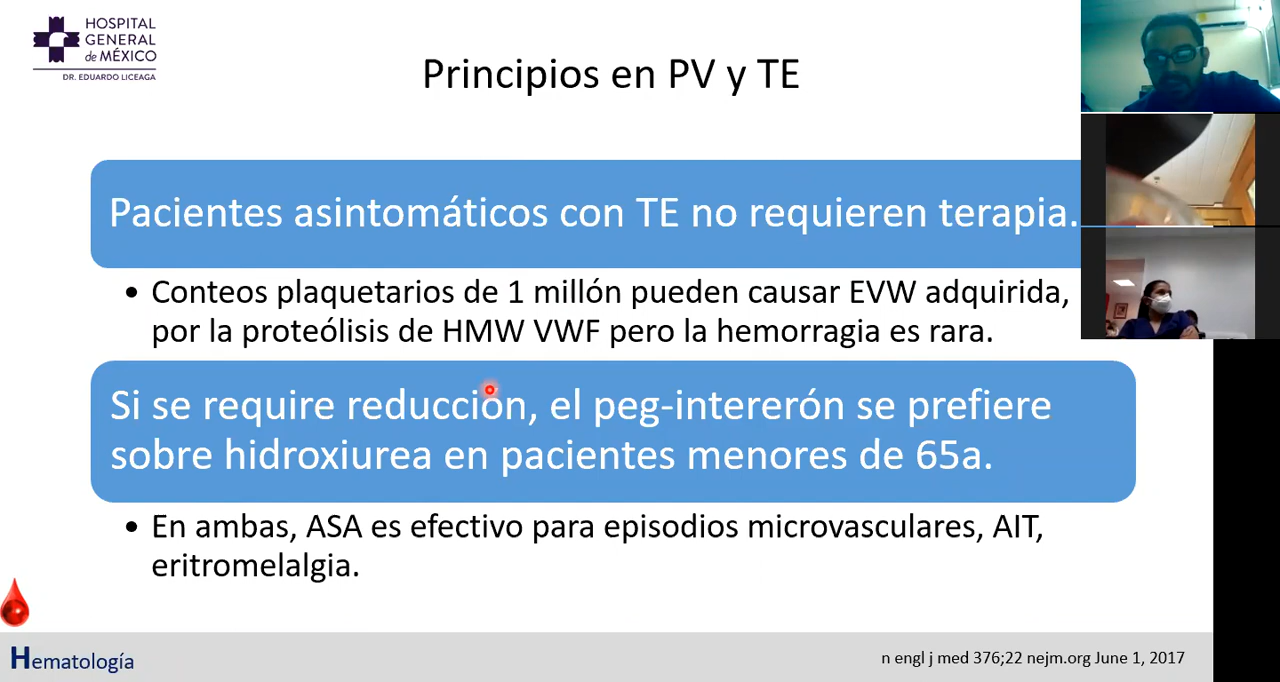 HOSPITAL
GENERAL
de MÉXICO
DR. EDUARDO LICEAGA
Principios en PV y TE
Pacientes asintomáticos con TE no requieren terapia.
• Conteos plaquetarios de 1 millón pueden causar EVW adquirida,
por la proteólisis de HMW VWF pero la hemorragia es rara.
Si se require reducción, el peg-intererón se prefiere
sobre hidroxiurea en pacientes menores de 65a.
• En ambas, ASA es efectivo para episodios microvasculares, AIT,
eritromelalgia.
Hematología
n engl j med 376;22 nejm.org June 1, 2017